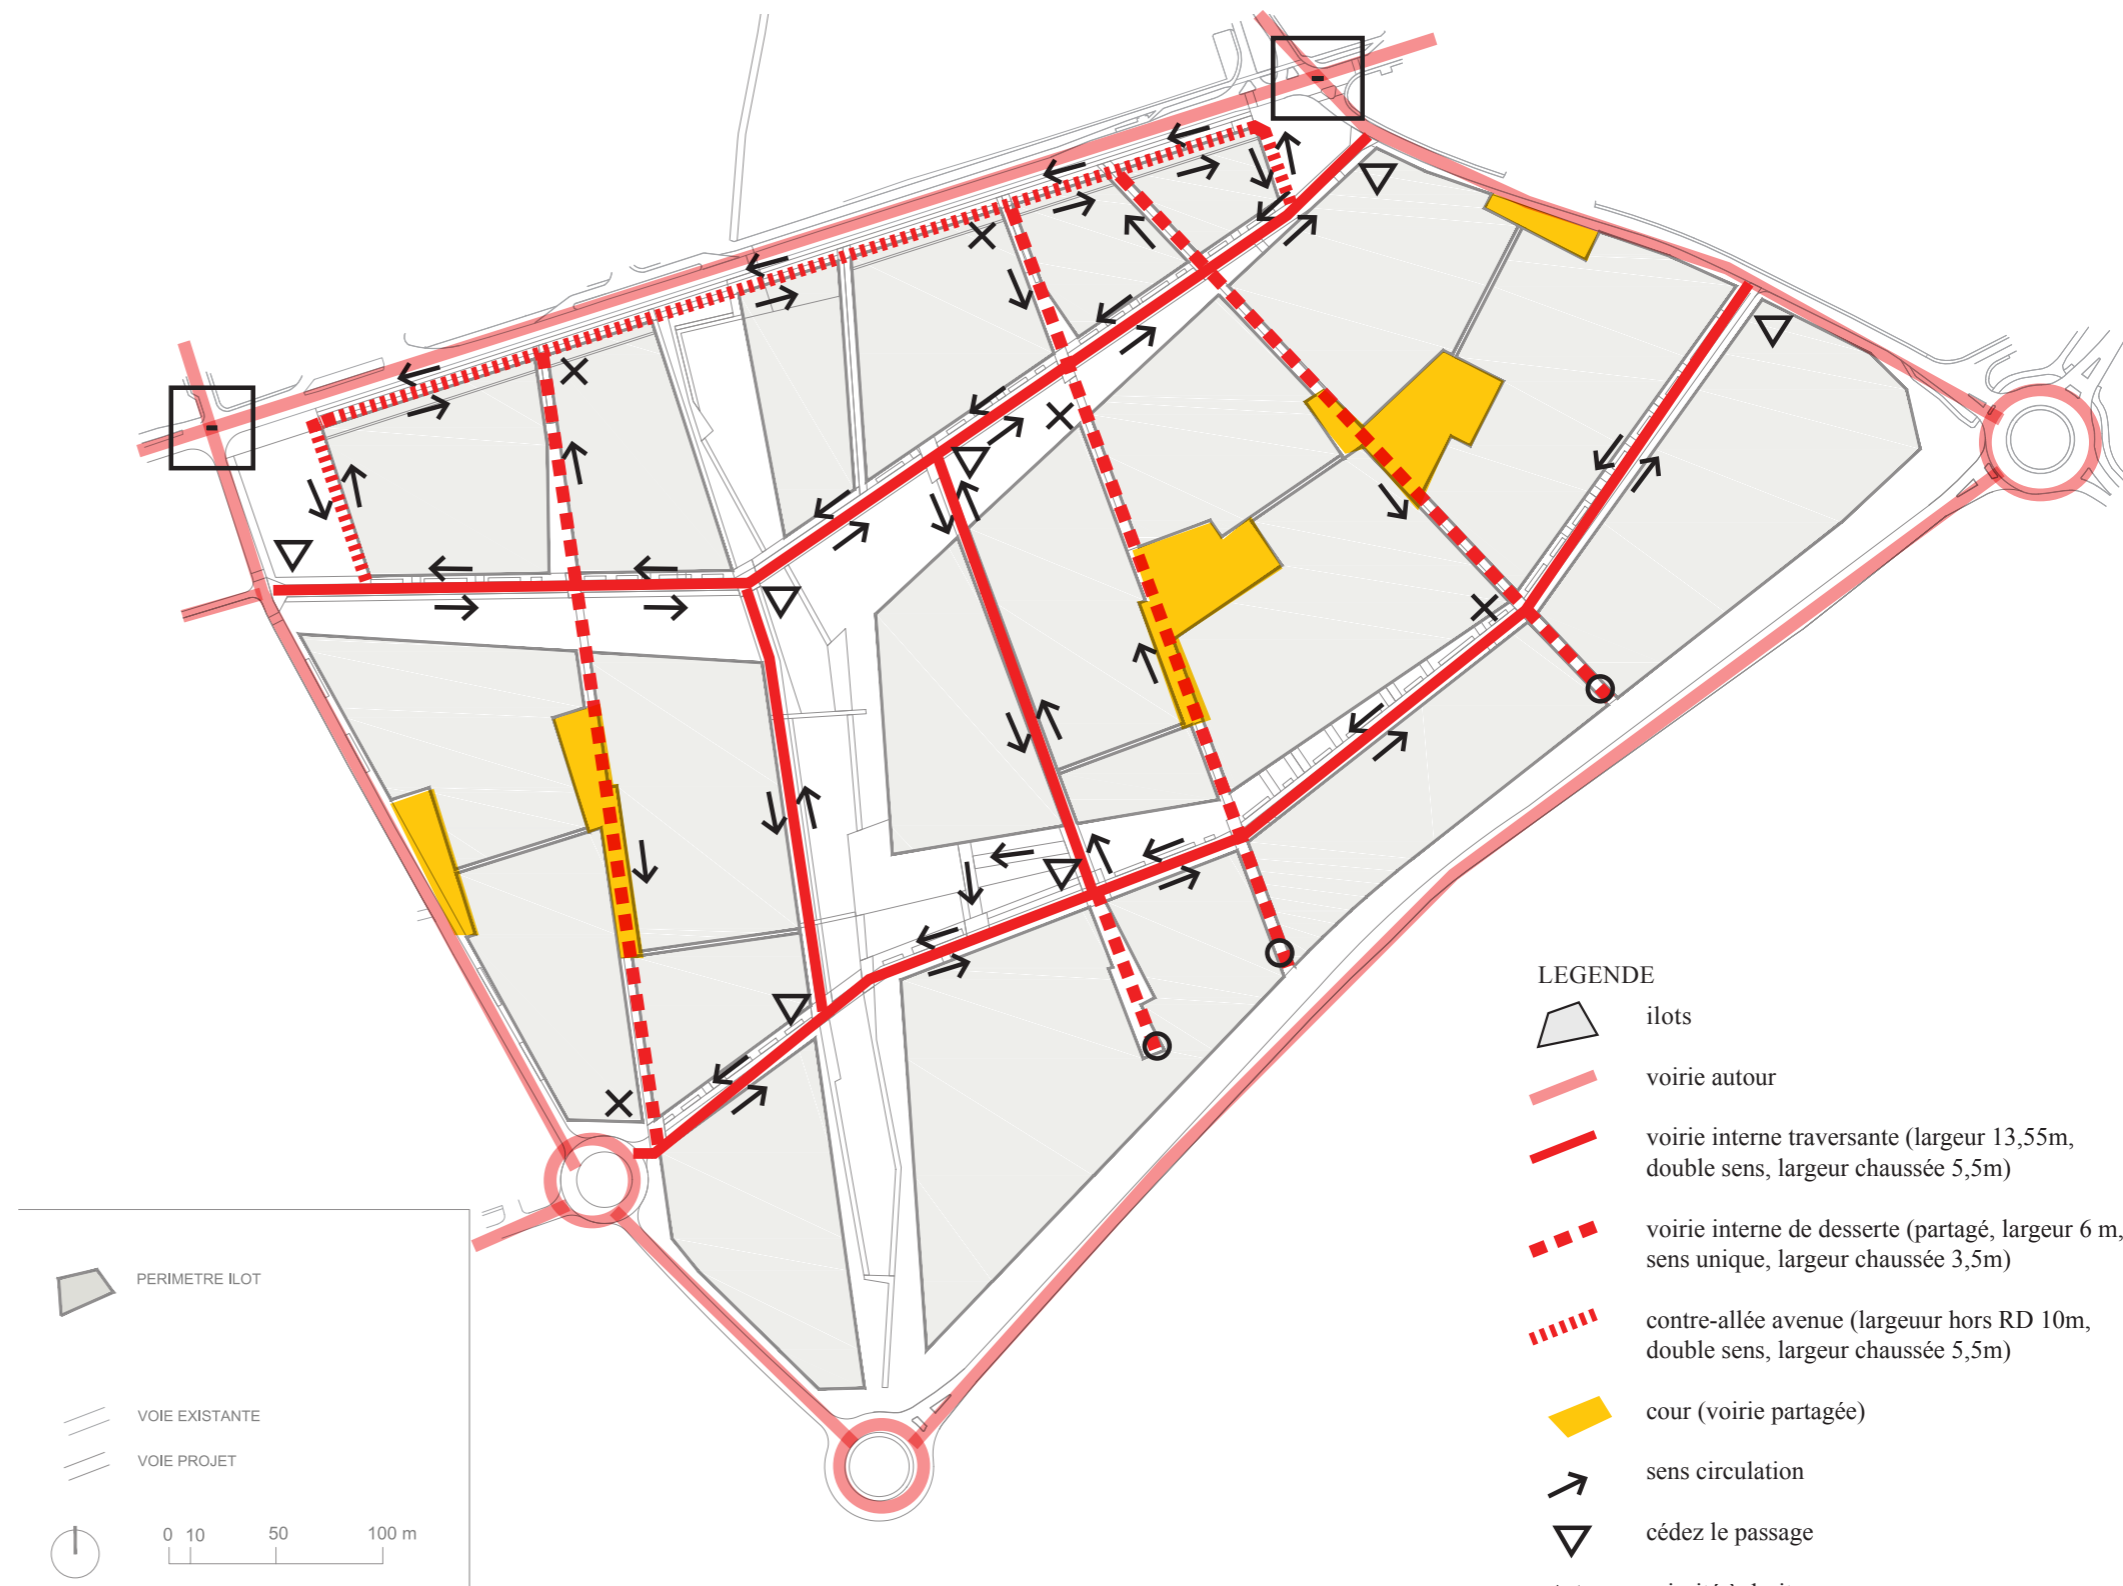 LEGENDE
ilots
voirie autour
voirie interne traversante (largeur 13,55m,
double sens, largeur chaussée 5,5m)
voirie interne de desserte (partagé, largeur 6 m,
sens unique, largeur chaussée 3,5m)
contre-allée avenue (largeuur hors RD 10m,
double sens, largeur chaussée 5,5m)
cour (voirie partagée)
sens circulation
cédez le passage
PERIMETRE ILOT
VOIE EXISTANTE
VOIE PROJET
0 10 50 100 m